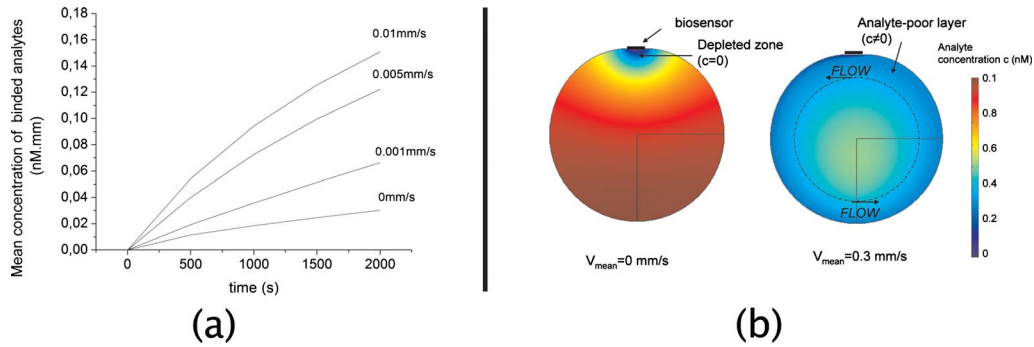 Mean concentration of binded analytes
(nM.mm)
0,18
0,16
0,14
0,12
0,10
0,08
0,06
0,04
0,02
0,00
0.01mm/s
0.005mm/s
0.001mm/s
0mm/s
0
500
1000
1500
2000
time (s)
(a)
biosensor
Depleted zone
(c=0)
Analyte-poor layer
(c≠0)
FLOW
FLOW
Analyte
concentration c (nM)
0.1
0.8
0.6
0.4
0.2
0
Vmean=0 mm/s
Vmean=0.3 mm/s
(b)